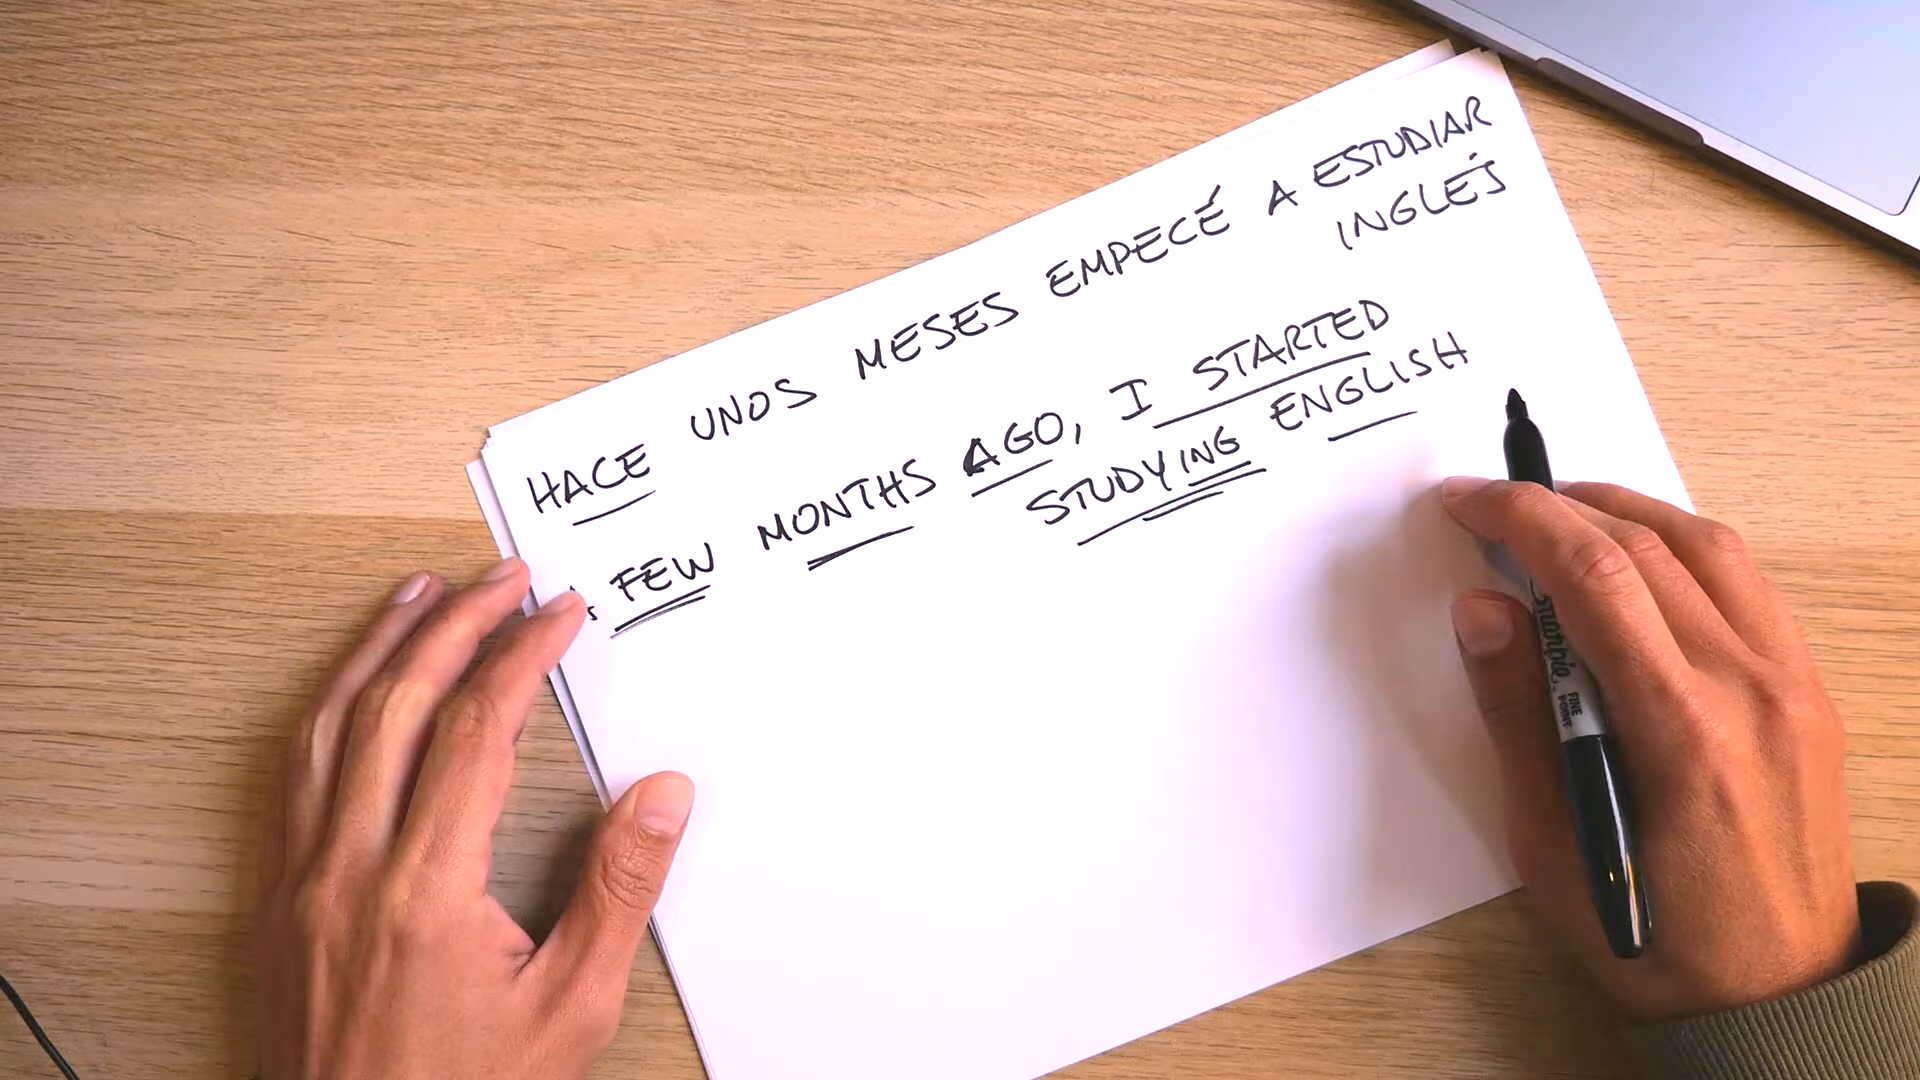 HACE UNOS MESES EMPECÉ A ESTUDIAR
INGLÉS
A FEW MONTHS AGO, I STARTED
STUDYING ENGLISH
Sharpie
FINE POINT